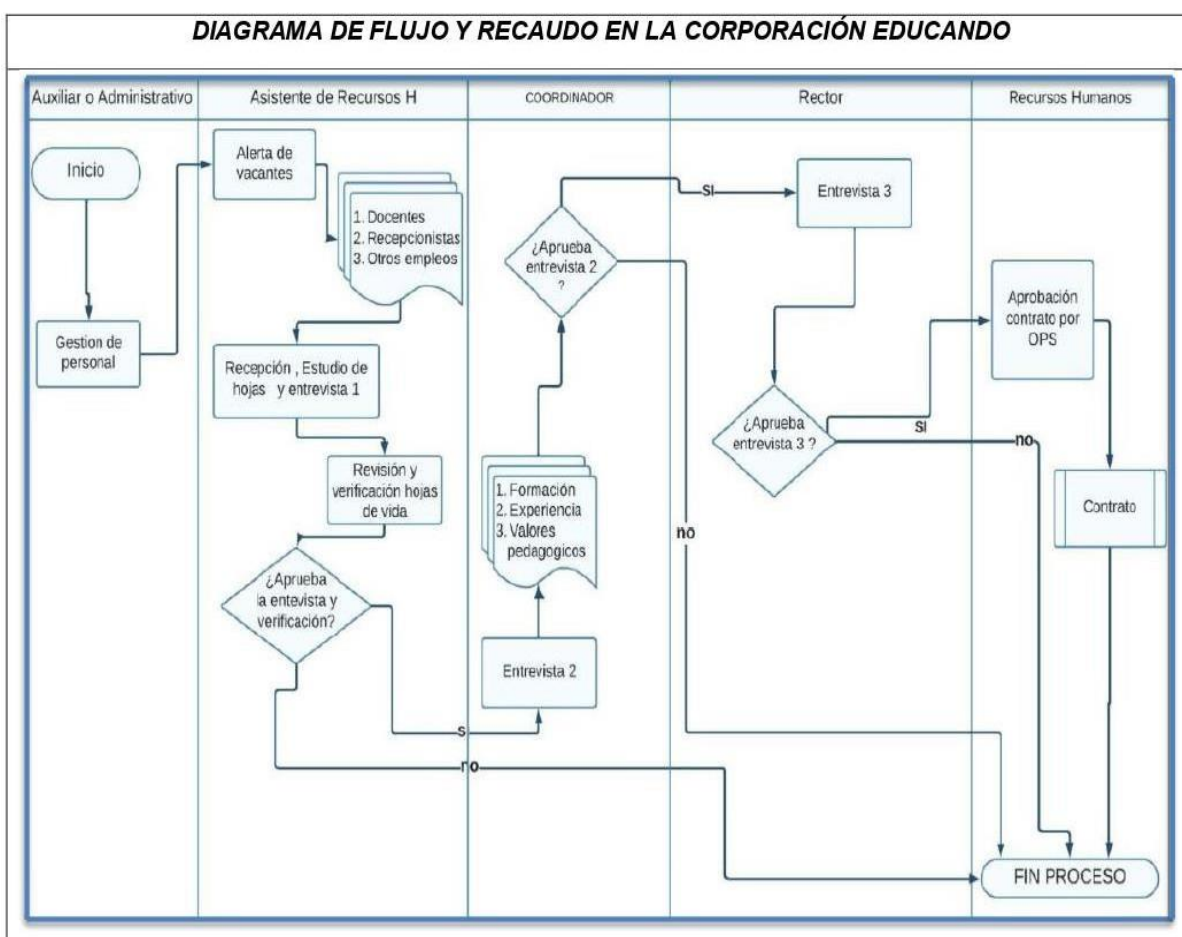 DIAGRAMA DE FLUJO Y RECAUDO EN LA CORPORACIÓN EDUCANDO
Auxiliar o Administrativo
Asistente de Recursos H
COORDINADOR
Rector
Recursos Humanos
Inicio
Gestion de
personal
Alerta de
vacantes
1. Docentes
2. Recepcionistas
3. Otros empleos
Recepción , Estudio de
hojas y entrevista 1
Revisión y
verificación hojas
de vida
¿Aprueba
la entevista y
verificación?
s
no
Entrevista 2
1. Formación
2. Experiencia
3. Valores
pedagogicos
¿Aprueba
entrevista 2
?
SI
no
Entrevista 3
¿Aprueba
entrevista 3 ?
SI
no
Aprobación
contrato por
OPS
Contrato
FIN PROCESO